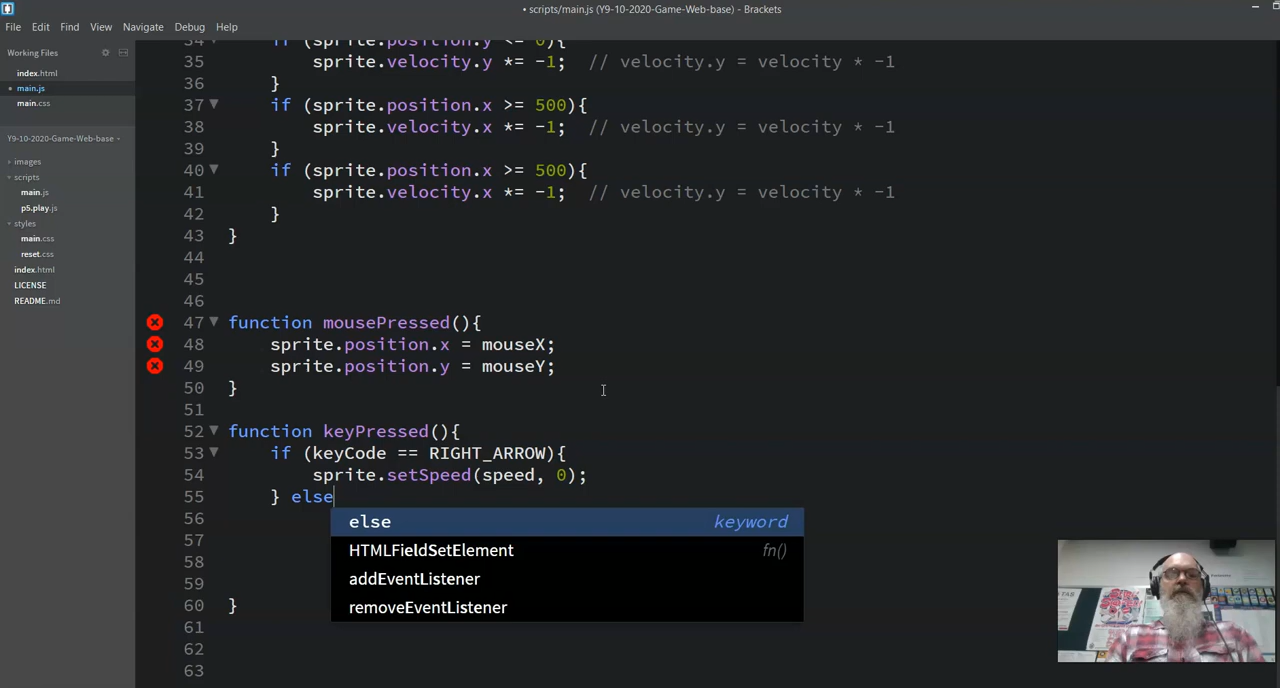 • scripts/main.js (Y9-10-2020-Game-Web-base) - Brackets
File Edit Find View Navigate Debug Help
Working Files
index.html
main.js
main.css
Y9-10-2020-Game-Web-base
images
scripts
main.js
p5.play.js
styles
main.css
reset.css
index.html
LICENSE
README.md
34 if (sprite.position.y <= 0){
35 sprite.velocity.y *= -1; // velocity.y = velocity * -1
36 }
37 if (sprite.position.x >= 500){
38 sprite.velocity.x *= -1; // velocity.y = velocity * -1
39 }
40 if (sprite.position.x >= 500){
41 sprite.velocity.x *= -1; // velocity.y = velocity * -1
42 }
43 }
44
45
46
47 function mousePressed(){
48 sprite.position.x = mouseX;
49 sprite.position.y = mouseY;
50 }
51
52 function keyPressed(){
53 if (keyCode == RIGHT_ARROW){
54 sprite.setSpeed(speed, 0);
55 } else
56 else keyword
57 HTMLFieldSetElement fn()
58 addEventListener
59 removeEventListener
60 }
61
62
63